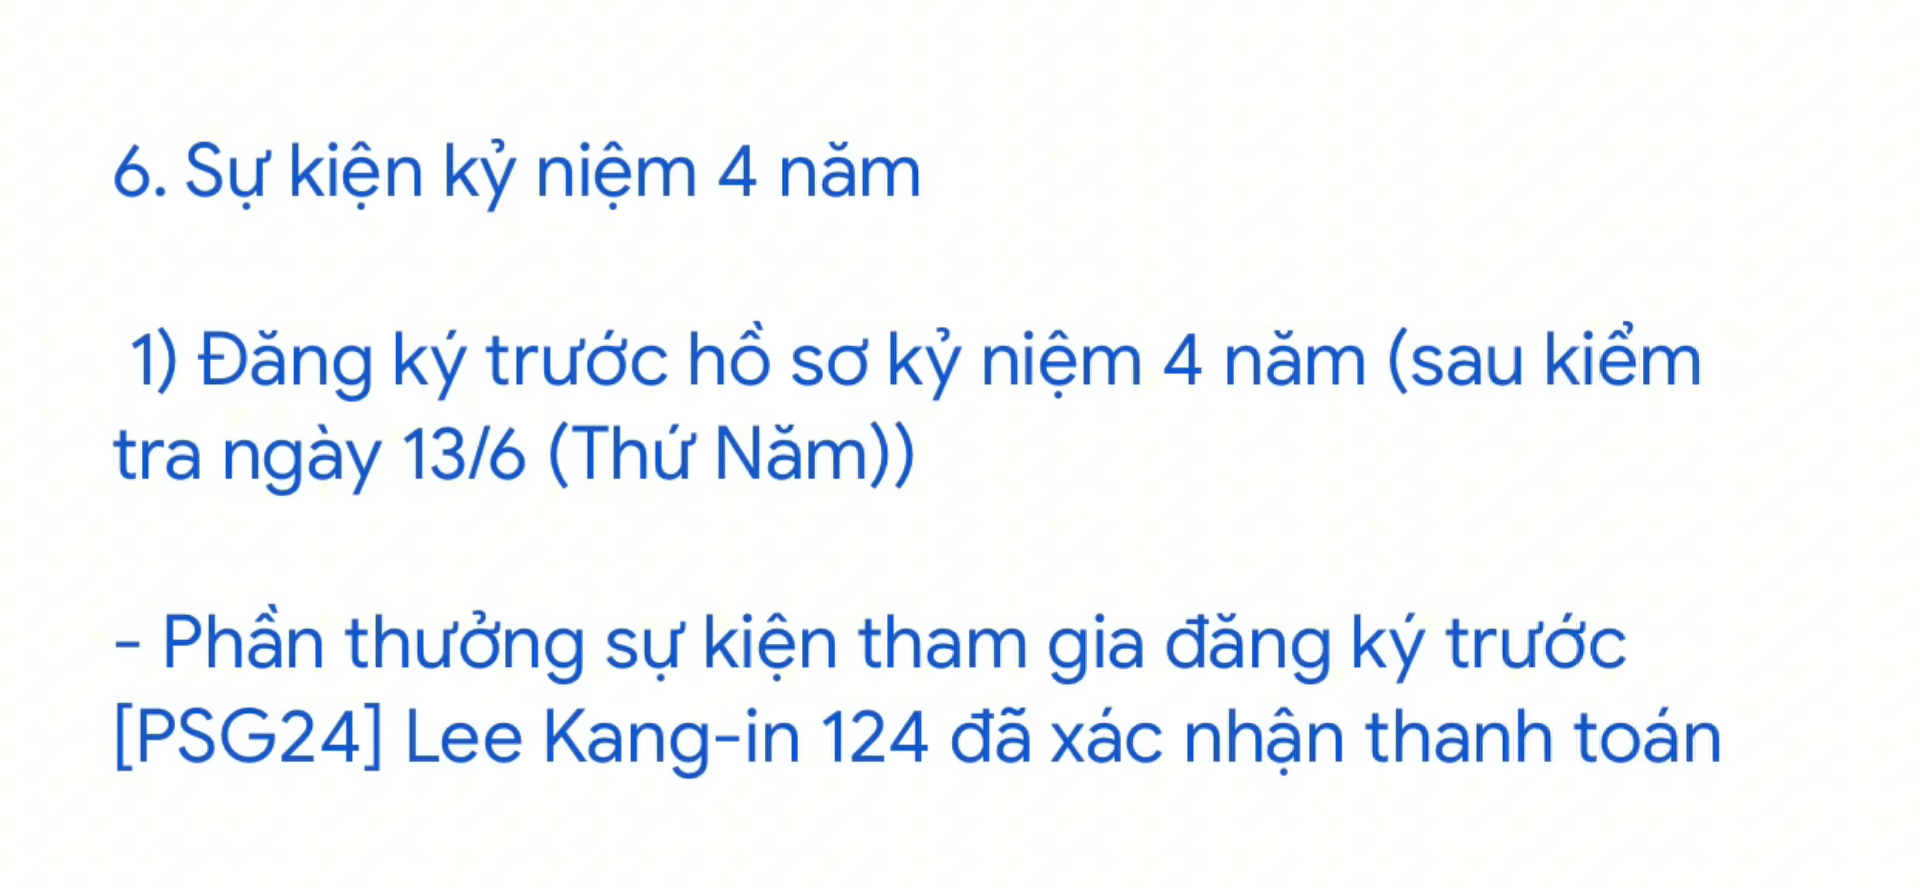 6. Sự kiện kỷ niệm 4 năm
1) Đăng ký trước hồ sơ kỷ niệm 4 năm (sau kiểm
tra ngày 13/6 (Thứ Năm))
- Phần thưởng sự kiện tham gia đăng ký trước
[PSG24] Lee Kang-in 124 đã xác nhận thanh toán